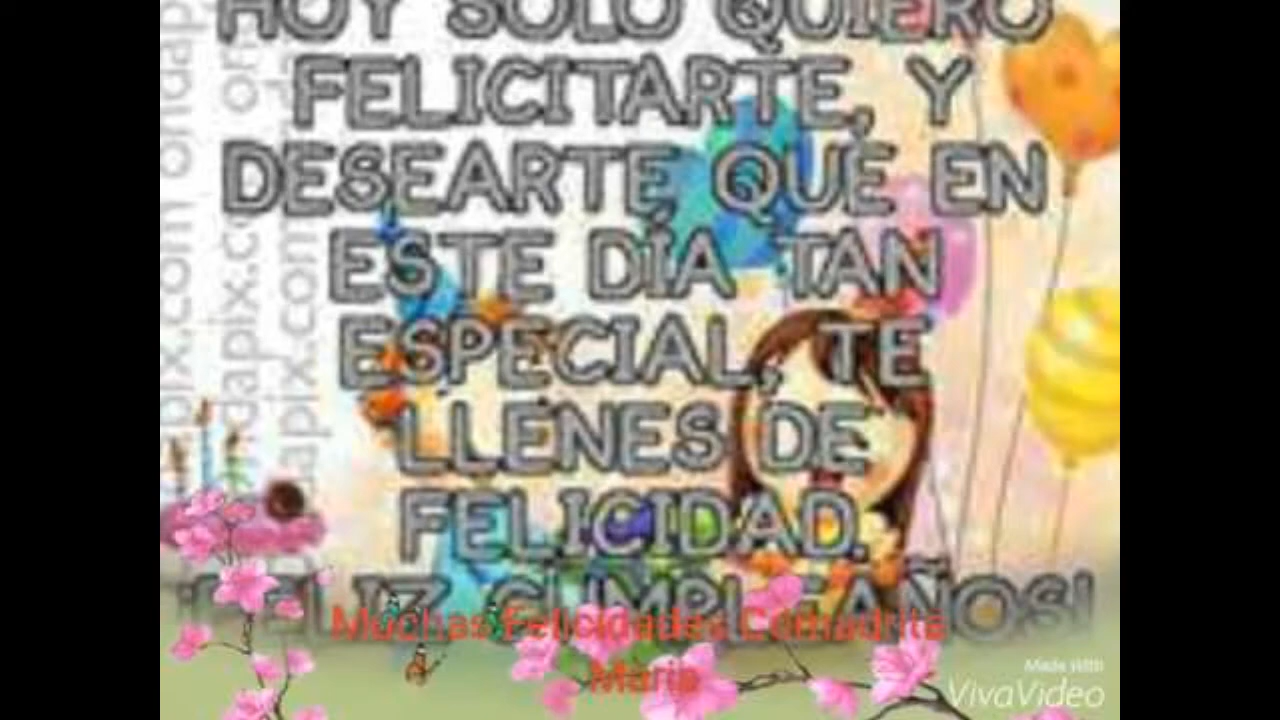 HOY SOLO QUIERO
FELICITARTE, Y
DESEARTE QUE EN
ESTE DÍA TAN
ESPECIAL, TE
LLENES DE
FELICIDAD.
¡FELIZ CUMPLEAÑOS!
Muchas Felicidades Comadrita
Maria
Made With
VivaVideo